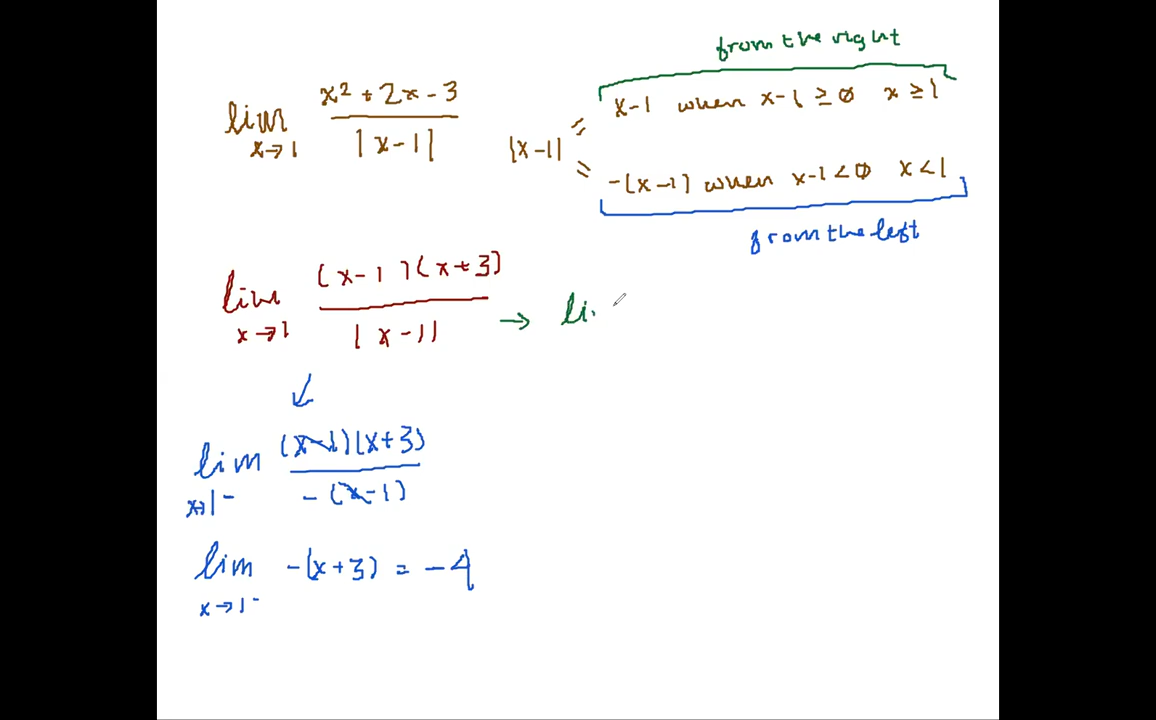 from the right
lim x→1 (x² + 2x - 3) / |x-1|
|x-1| = x-1 when x-1 ≥ 0 x ≥ 1
= -(x-1) when x-1 < 0 x < 1
from the left
lim x→1 (x-1)(x+3) / |x-1| → li.
↙
lim x→1⁻ (x-1)(x+3) / -(x-1)
lim x→1⁻ -(x+3) = -4